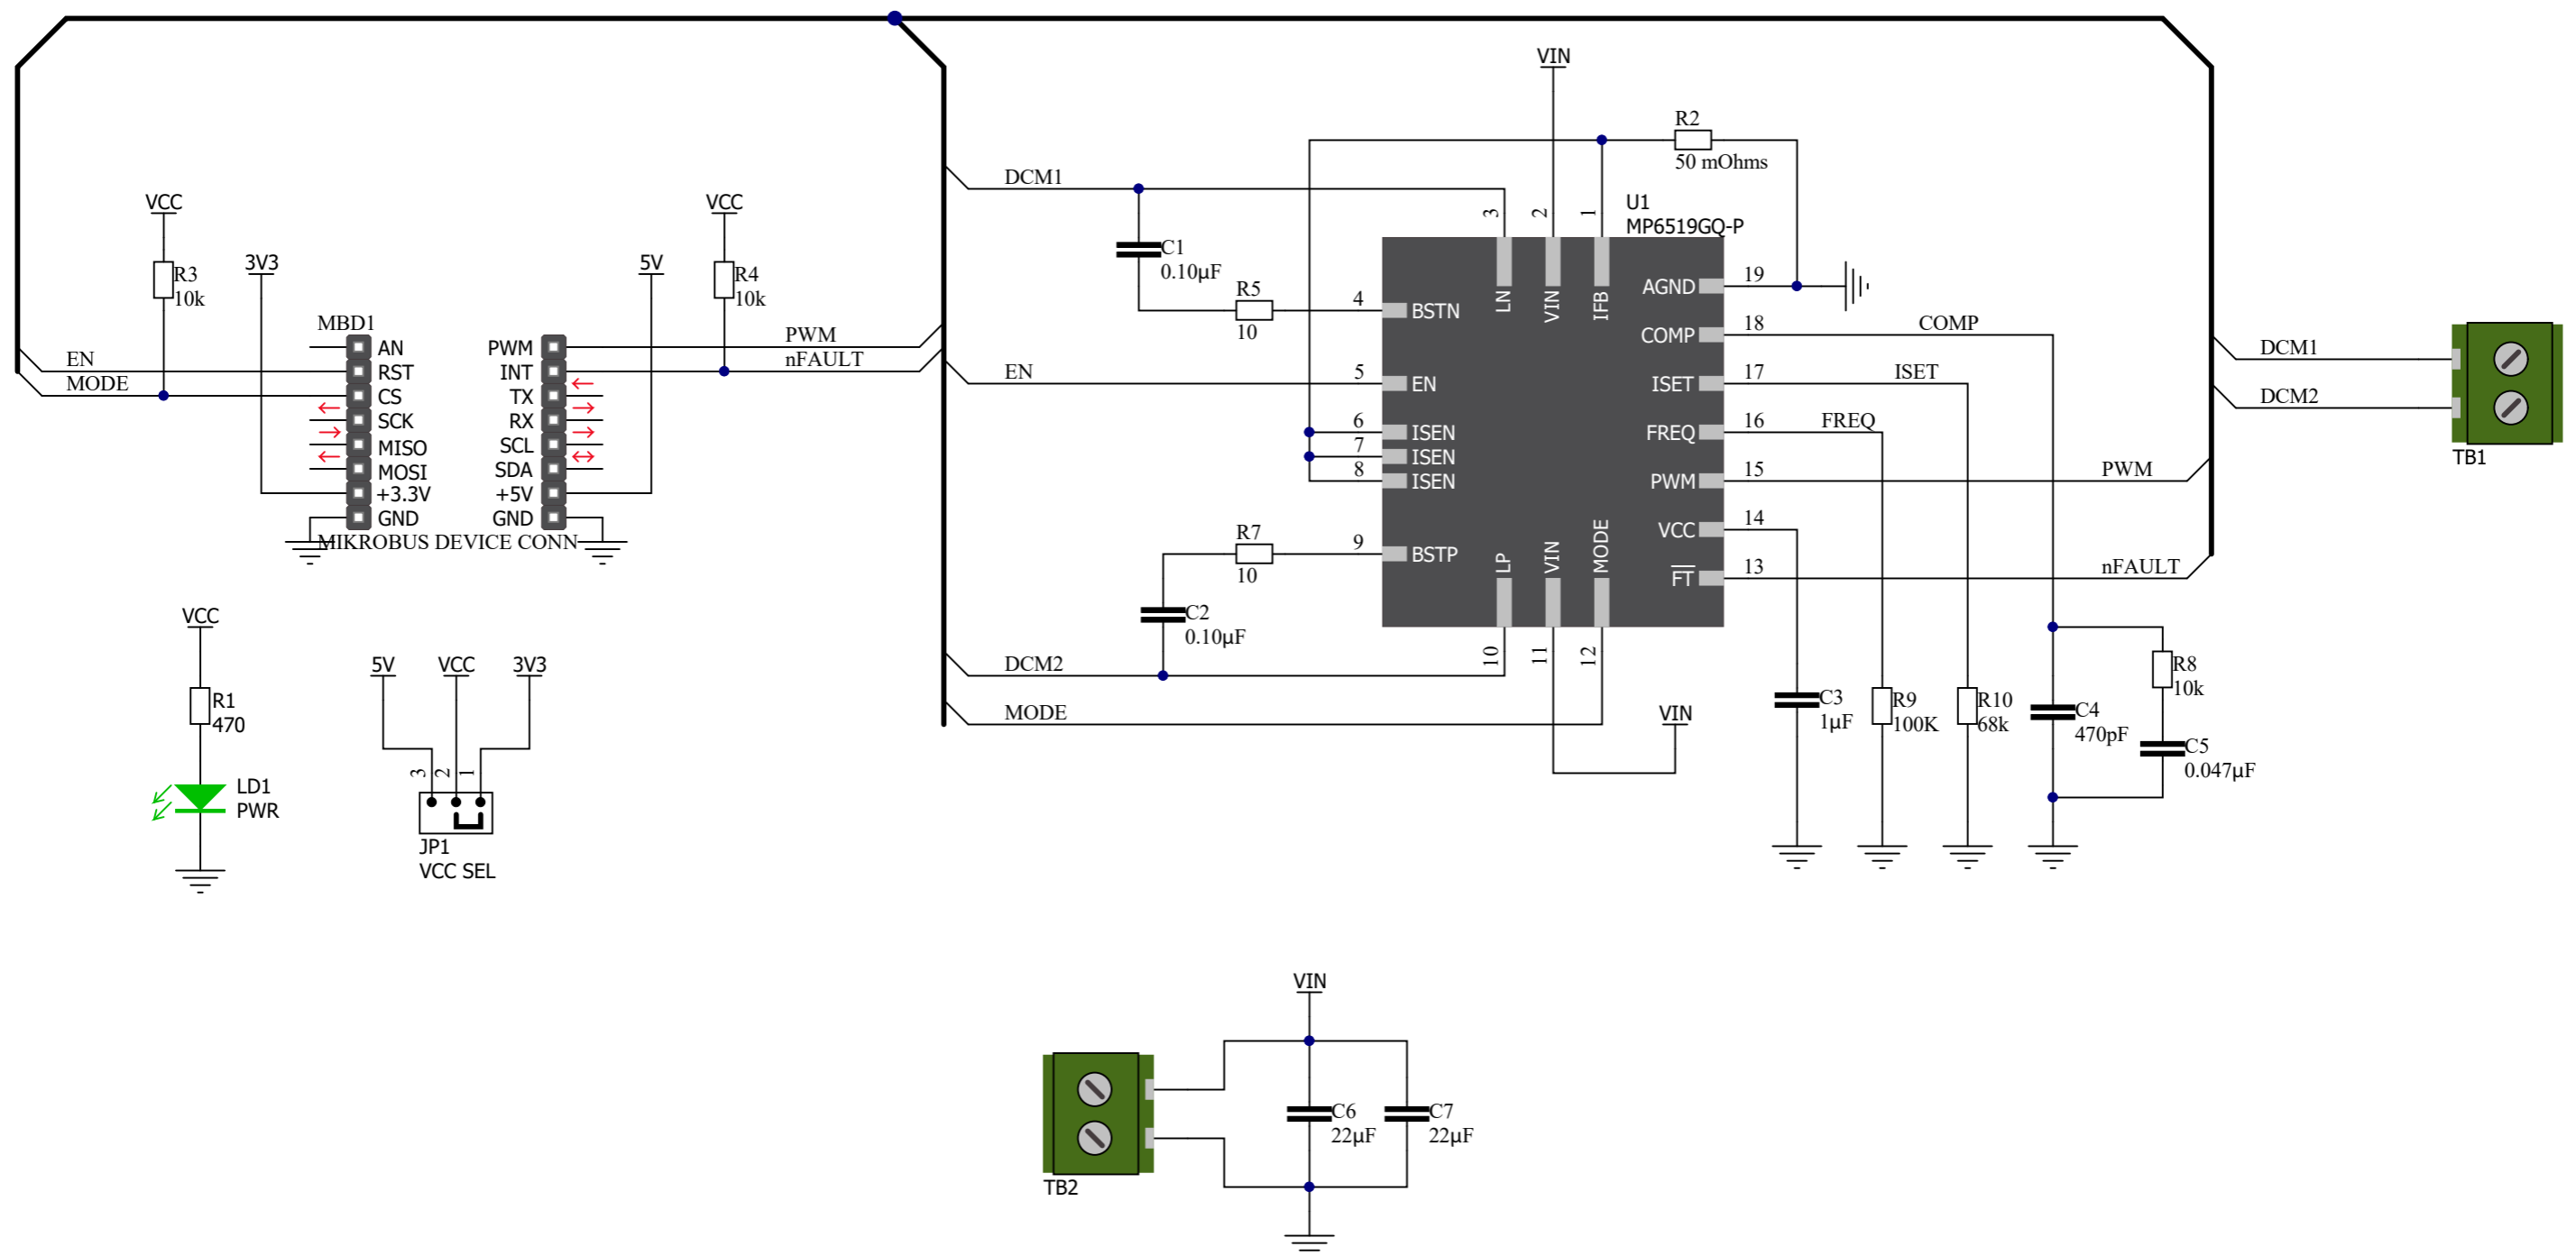 VIN
R2
50 mOhms
DCM1
3
2
1
U1
MP6519GQ-P
VCC
VCC
R3
10k
3V3
5V
R4
10k
C1
0.10µF
R5
10
4
BSTN
LN
VIN
IFB
AGND
19
MBD1
EN
MODE
AN
RST
CS
SCK
MISO
MOSI
+3.3V
GND
PWM
INT
TX
RX
SCL
SDA
+5V
GND
MIKROBUS DEVICE CONN
PWM
nFAULT
EN
5
EN
6
ISEN
7
ISEN
8
ISEN
R7
10
9
BSTP
C2
0.10µF
DCM2
MODE
LP
VIN
MODE
10
11
12
VIN
COMP
18
COMP
ISET
17
ISET
FREQ
16
FREQ
PWM
15
PWM
VCC
14
FT
13
nFAULT
DCM1
DCM2
TB1
C3
1µF
R9
100K
R10
68k
C4
470pF
R8
10k
C5
0.047µF
VCC
R1
470
LD1
PWR
5V
VCC
3V3
3
2
1
JP1
VCC SEL
VIN
TB2
C6
22µF
C7
22µF